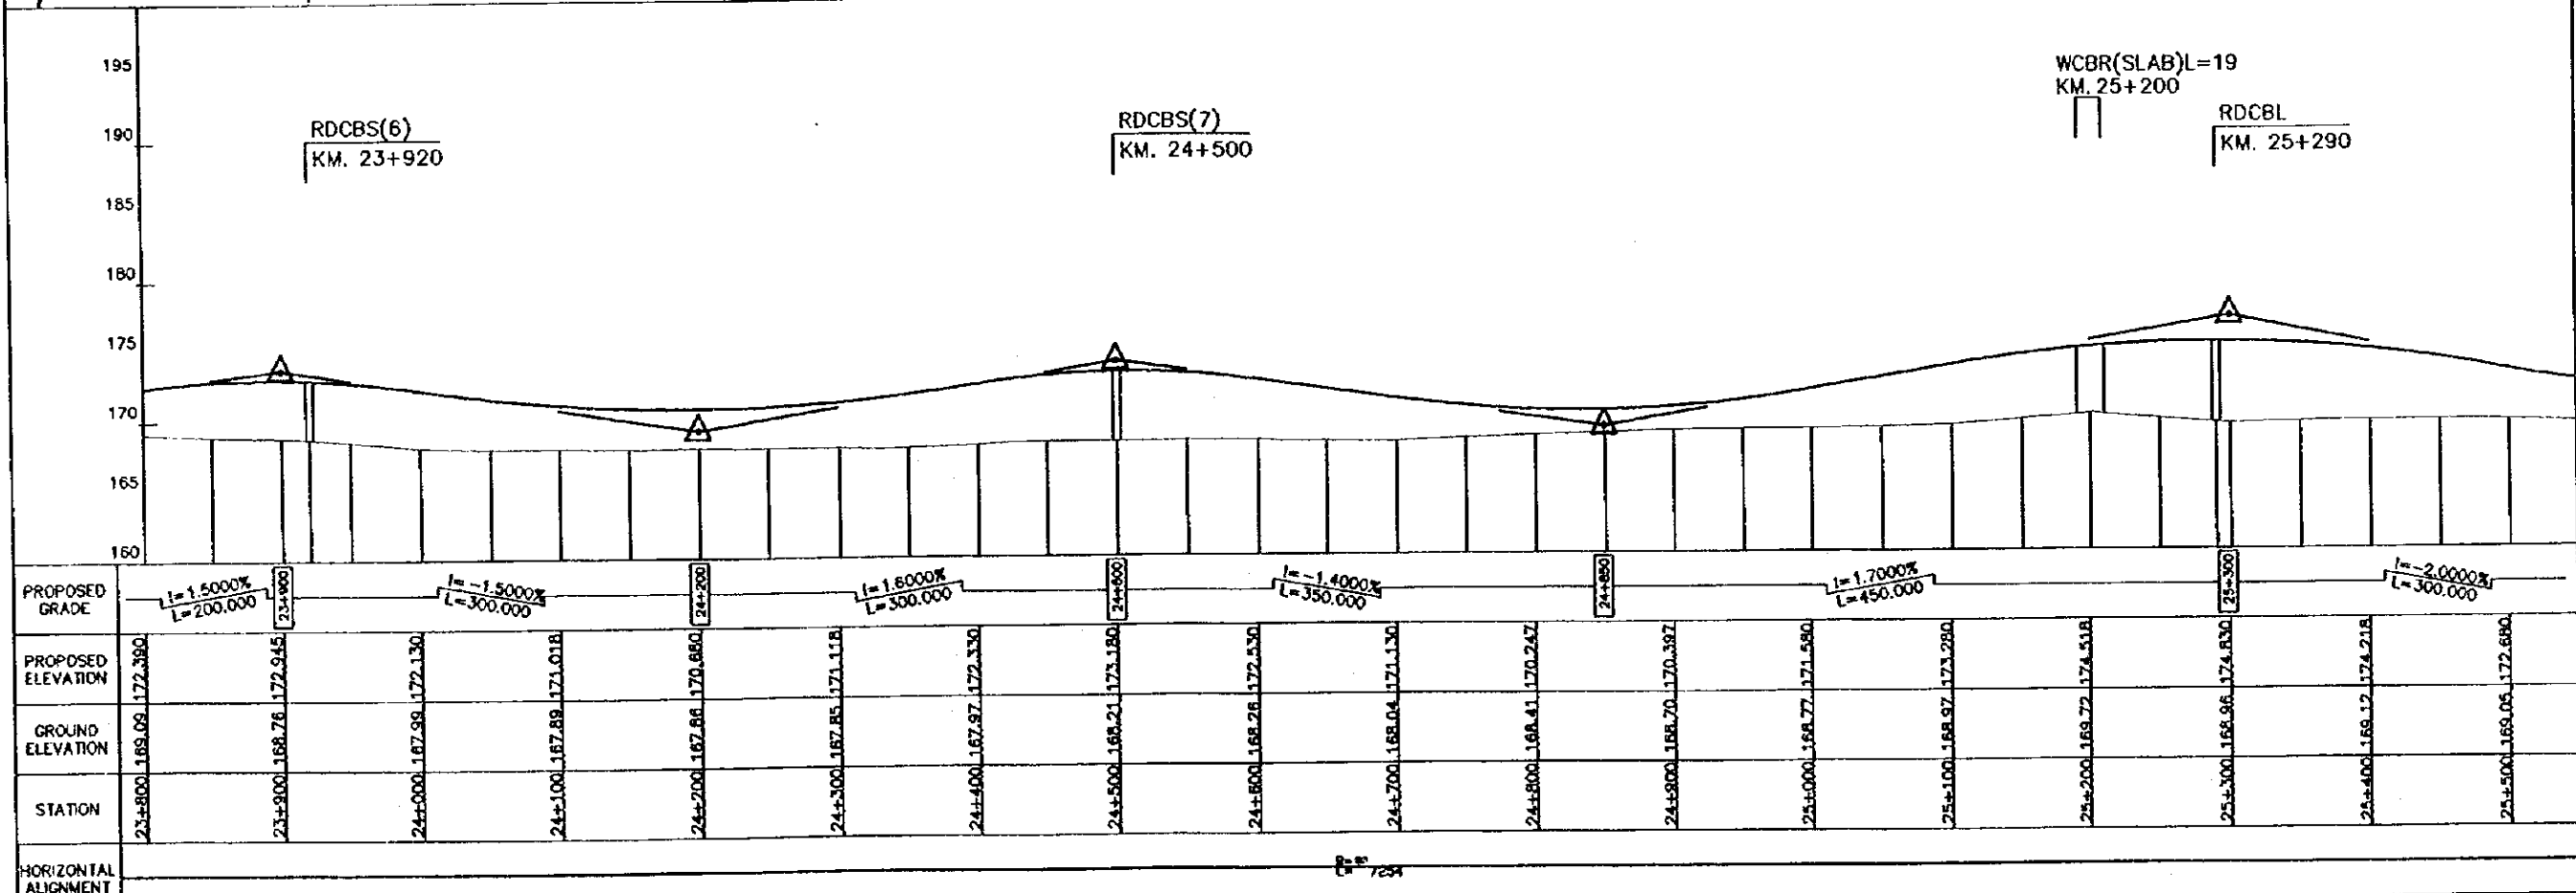 195
190
185
180
175
170
165
160
RDCBS(6)
KM. 23+920
RDCBS(7)
KM. 24+500
WCBR(SLAB)L=19
KM. 25+200
RDCBL
KM. 25+290
PROPOSED
GRADE
I=1.5000%
L=200.000
23+900
I=-1.5000%
L=300.000
24+200
L=300.000
I=-1.4000%
L=350.000
24+850
I=1.7000%
L=450.000
25+300
I=-2.0000%
L=300.000
PROPOSED
ELEVATION
172.390 172.945 172.130 171.018 170.680 171.118 172.330 173.180 172.530 171.130 170.247 170.397 171.580 173.280 174.518 174.830 174.218 172.680
GROUND
ELEVATION
169.09 168.76 167.99 167.89 167.86 167.85 167.97 168.21 168.26 168.04 168.41 168.70 168.77 168.97 169.72 168.96 169.12 169.05
STATION
23+800 23+900 24+000 24+100 24+200 24+300 24+400 24+500 24+600 24+700 24+800 24+900 25+000 25+100 25+200 25+300 25+400 25+500
HORIZONTAL
ALIGNMENT